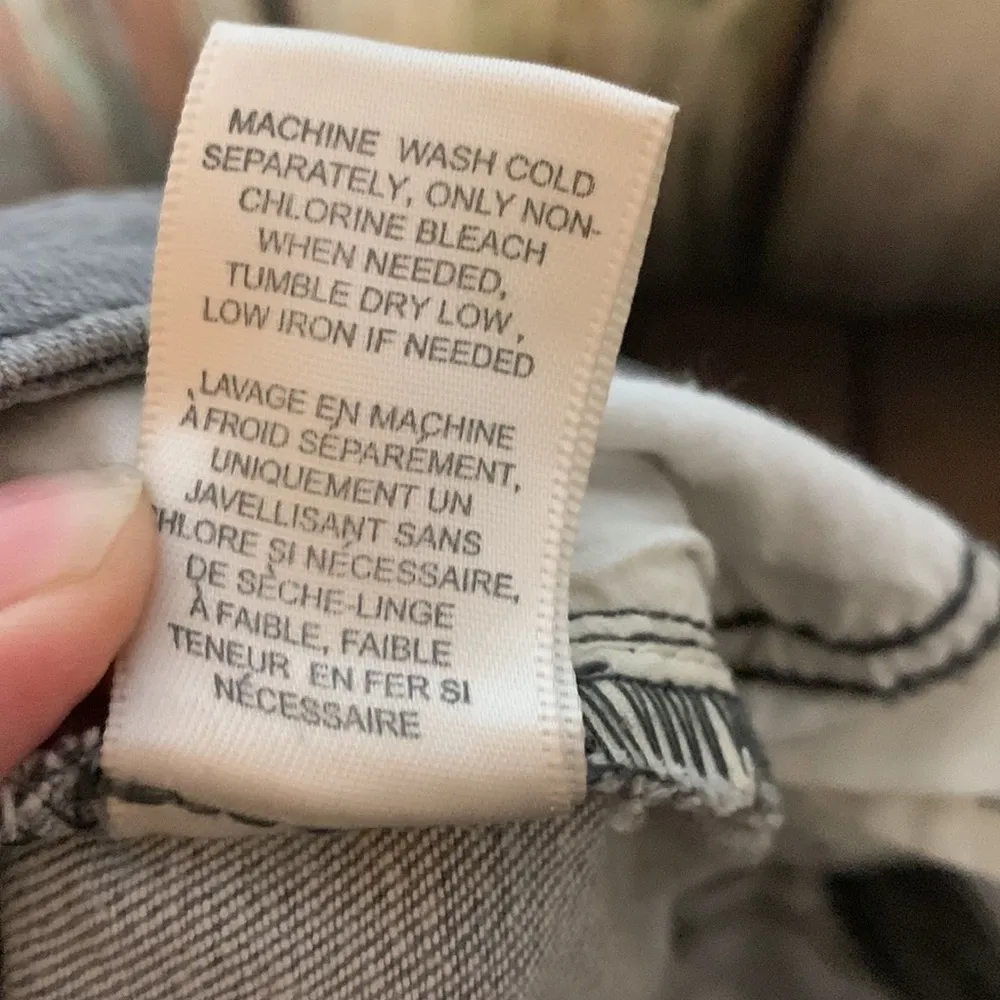 MACHINE WASH COLD
SEPARATELY, ONLY NON-
CHLORINE BLEACH
WHEN NEEDED,
TUMBLE DRY LOW,
LOW IRON IF NEEDED
LAVAGE EN MACHINE
À FROID SÉPARÉMENT,
UNIQUEMENT UN
JAVELLISANT SANS
HLORE SI NÉCESSAIRE,
DE SÈCHE-LINGE
À FAIBLE, FAIBLE
TENEUR EN FER SI
NÉCESSAIRE